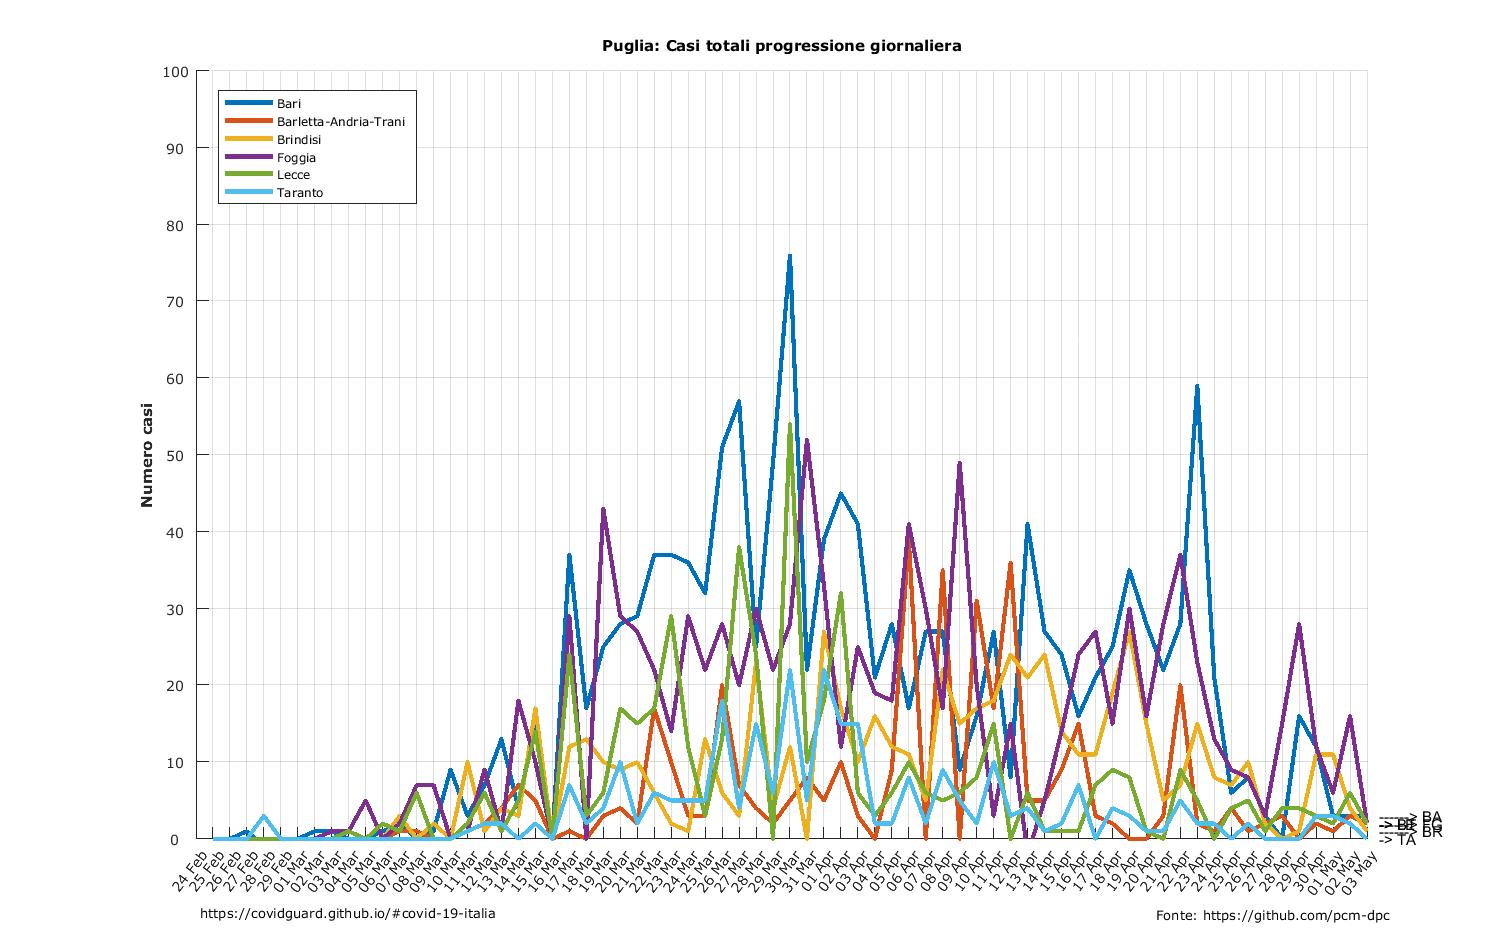 Puglia: Casi totali progressione giornaliera
100
90
80
70
60
50
40
30
20
10
0
Numero casi
Bari
Barletta-Andria-Trani
Brindisi
Foggia
Lecce
Taranto
24 Feb
25 Feb
26 Feb
27 Feb
28 Feb
29 Feb
01 Mar
02 Mar
03 Mar
04 Mar
05 Mar
06 Mar
07 Mar
08 Mar
09 Mar
10 Mar
11 Mar
12 Mar
13 Mar
14 Mar
15 Mar
16 Mar
17 Mar
18 Mar
19 Mar
20 Mar
21 Mar
22 Mar
23 Mar
24 Mar
25 Mar
26 Mar
27 Mar
28 Mar
29 Mar
30 Mar
31 Mar
01 Apr
02 Apr
03 Apr
04 Apr
05 Apr
06 Apr
07 Apr
08 Apr
09 Apr
10 Apr
11 Apr
12 Apr
13 Apr
14 Apr
15 Apr
16 Apr
17 Apr
18 Apr
19 Apr
20 Apr
21 Apr
22 Apr
23 Apr
24 Apr
25 Apr
26 Apr
27 Apr
28 Apr
29 Apr
30 Apr
01 May
02 May
03 May
BA
FG
BR
-> TA
https://covidguard.github.io/#covid-19-italia
Fonte: https://github.com/pcm-dpc